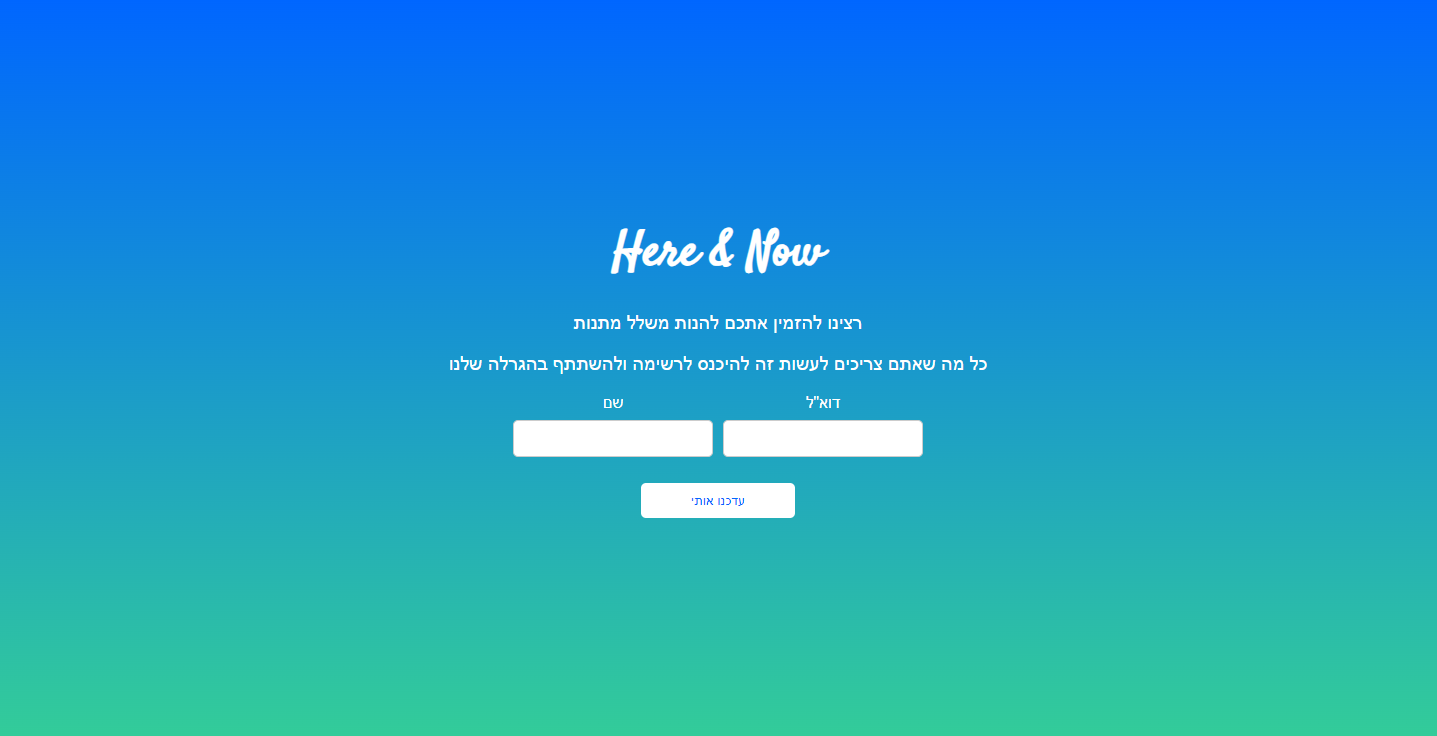 Here & Now
רצינו להזמין אתכם להנות משלל מתנות
כל מה שאתם צריכים לעשות זה להיכנס לרשימה ולהשתתף בהגרלה שלנו
דוא"ל
שם
עדכנו אותי